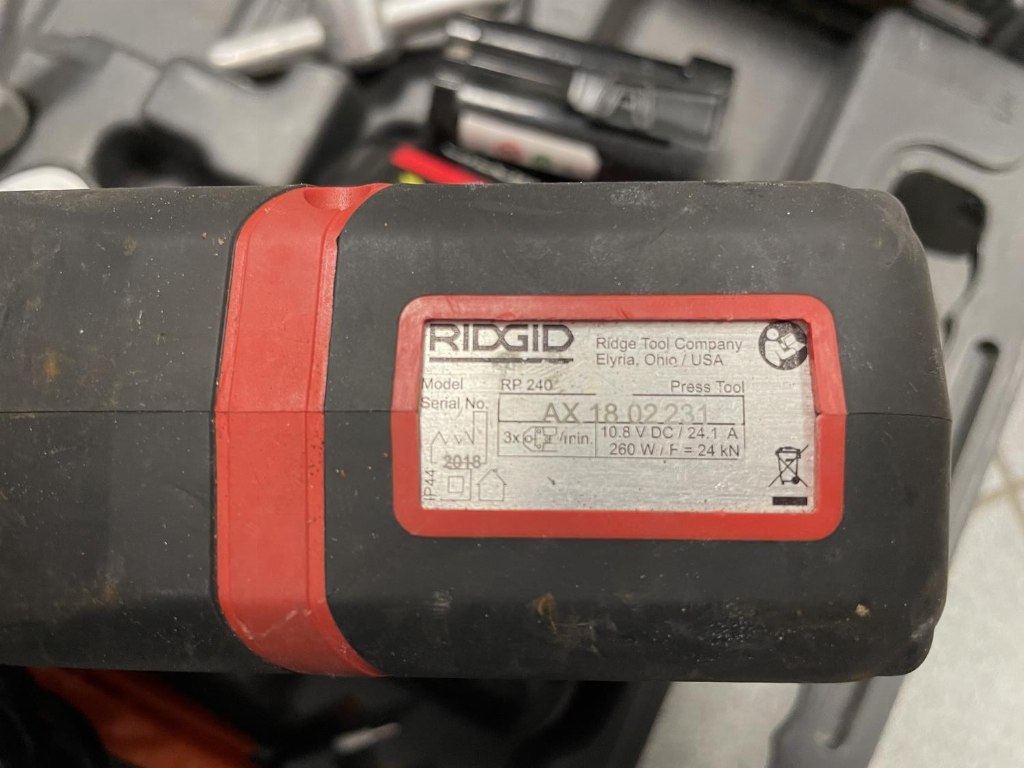 RIDGID
Ridge Tool Company
Elyria, Ohio / USA
Model RP 240 Press Tool
Serial No. AX 18.02.231
3x /min. 10.8 V DC / 24.1 A
260 W / F = 24 kN
2018
IP44